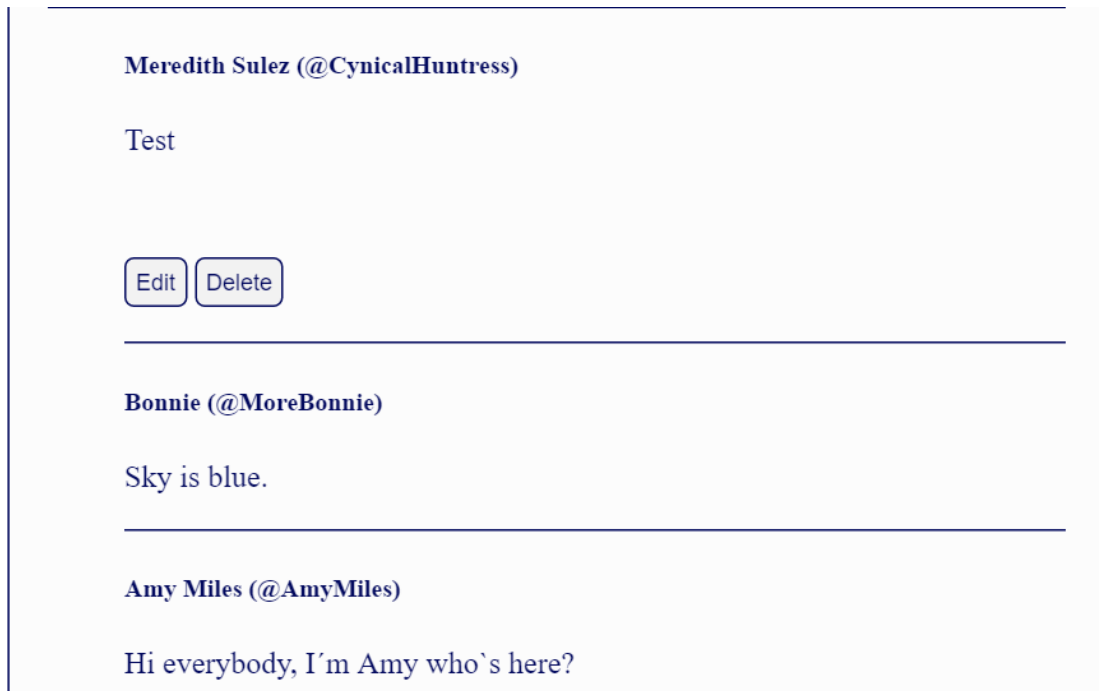 Meredith Sulez (@CynicalHuntress)
Test
Edit Delete
Bonnie (@MoreBonnie)
Sky is blue.
Amy Miles (@AmyMiles)
Hi everybody, I´m Amy who`s here?